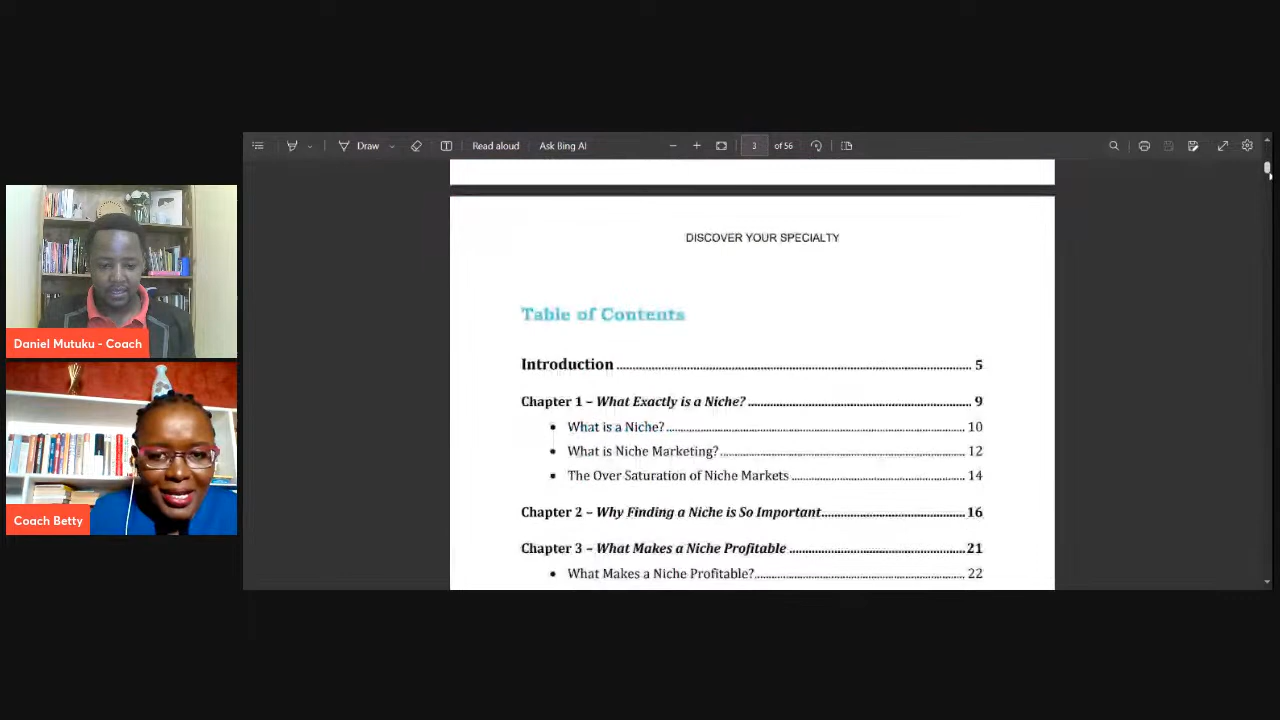 Draw
Read aloud
Ask Bing AI
3 of 56
DISCOVER YOUR SPECIALTY
Table of Contents
Introduction ........ 5
Chapter 1 – What Exactly is a Niche? ........ 9
• What is a Niche? ........ 10
• What is Niche Marketing? ........ 12
• The Over Saturation of Niche Markets ........ 14
Chapter 2 – Why Finding a Niche is So Important ........ 16
Chapter 3 – What Makes a Niche Profitable ........ 21
• What Makes a Niche Profitable? ........ 22
Daniel Mutuku - Coach
Coach Betty